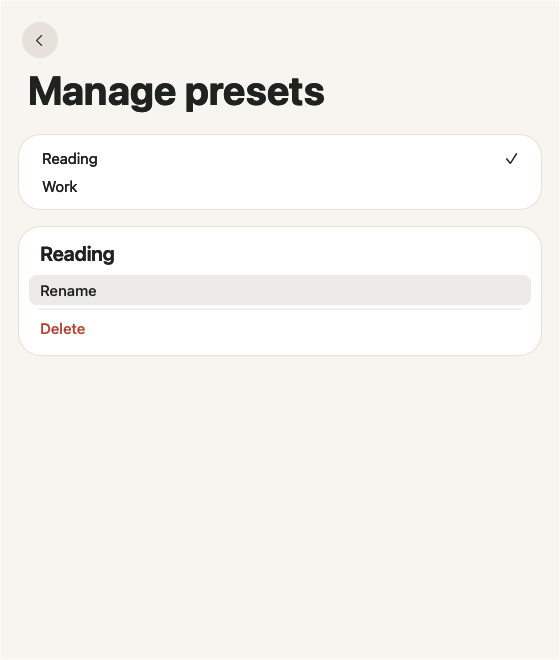 Manage presets
Reading
Work
Reading
Rename
Delete